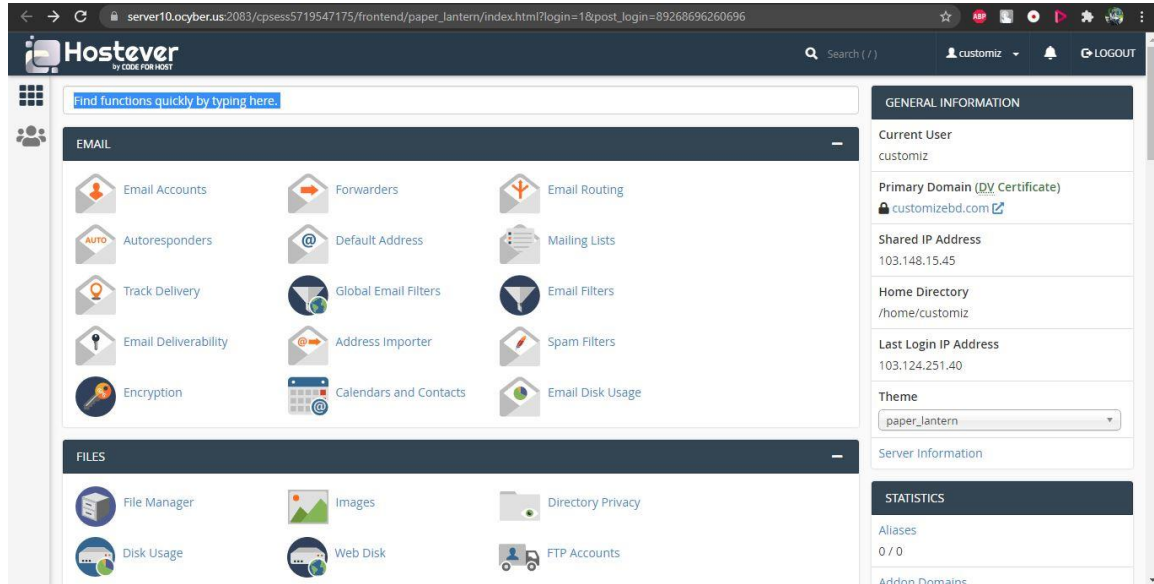 server10.ocyber.us:2083/cpsess5719547175/frontend/paper_lantern/index.html?login=1&post_login=89268696260696
ABP
Hostever
by CODE FOR HOST
Search ( / )
customiz
LOGOUT
Find functions quickly by typing here.
EMAIL
Email Accounts
Forwarders
Email Routing
AUTO
Autoresponders
Default Address
Mailing Lists
Track Delivery
Global Email Filters
Email Filters
Email Deliverability
Address Importer
Spam Filters
Encryption
Calendars and Contacts
Email Disk Usage
FILES
File Manager
Images
Directory Privacy
Disk Usage
Web Disk
FTP Accounts
GENERAL INFORMATION
Current User
customiz
Primary Domain (DV Certificate)
customizebd.com
Shared IP Address
103.148.15.45
Home Directory
/home/customiz
Last Login IP Address
103.124.251.40
Theme
paper_lantern
Server Information
STATISTICS
Aliases
0 / 0
Addon Domains